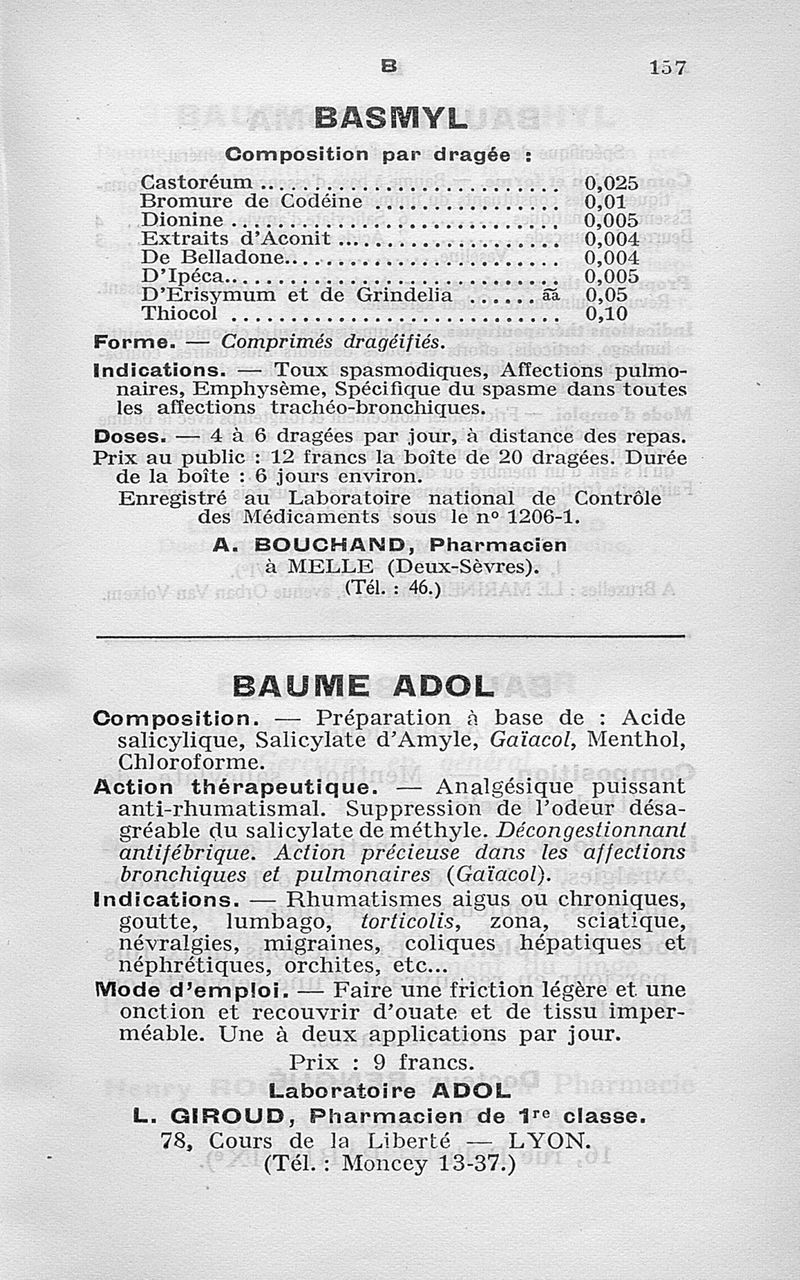 B 157
BASMYL
Composition par dragée :
Castoréum .............................. 0,025
Bromure de Codéine .................... 0,01
Dionine ................................ 0,005
Extraits d'Aconit ...................... 0,004
De Belladone........................... 0,004
D'Ipéca................................. 0,005
D'Erisymum et de Grindelia ...... ãã 0,05
Thiocol ................................ 0,10
Forme. — Comprimés dragéifiés.
Indications. — Toux spasmodiques, Affections pulmo-
naires, Emphysème, Spécifique du spasme dans toutes
les affections trachéo-bronchiques.
Doses. — 4 à 6 dragées par jour, à distance des repas.
Prix au public : 12 francs la boîte de 20 dragées. Durée
de la boîte : 6 jours environ.
Enregistré au Laboratoire national de Contrôle
des Médicaments sous le n° 1206-1.
A. BOUCHAND, Pharmacien
à MELLE (Deux-Sèvres).
(Tél. : 46.)
BAUME ADOL
Composition. — Préparation à base de : Acide
salicylique, Salicylate d'Amyle, Gaïacol, Menthol,
Chloroforme.
Action thérapeutique. — Analgésique puissant
anti-rhumatismal. Suppression de l'odeur désa-
gréable du salicylate de méthyle. Décongestionnant
antifébrique. Action précieuse dans les affections
bronchiques et pulmonaires (Gaïacol).
Indications. — Rhumatismes aigus ou chroniques,
goutte, lumbago, torticolis, zona, sciatique,
névralgies, migraines, coliques hépatiques et
néphrétiques, orchites, etc...
Mode d'emploi. — Faire une friction légère et une
onction et recouvrir d'ouate et de tissu imper-
méable. Une à deux applications par jour.
Prix : 9 francs.
Laboratoire ADOL
L. GIROUD, Pharmacien de 1re classe.
78, Cours de la Liberté — LYON.
(Tél. : Moncey 13-37.)